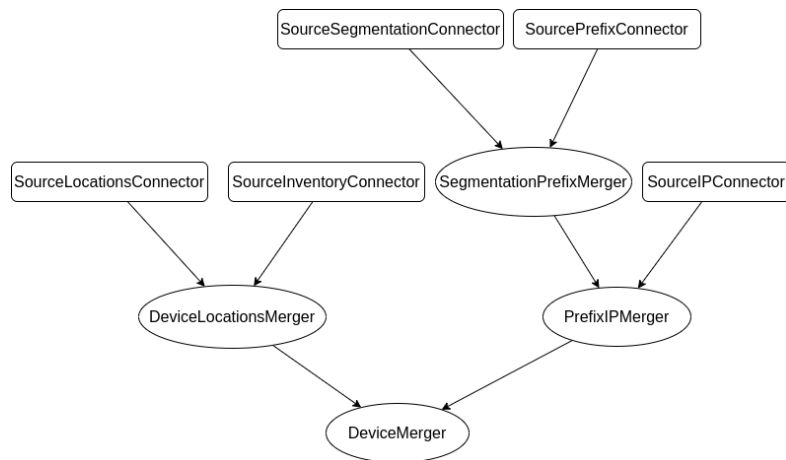 SourceSegmentationConnector
SourcePrefixConnector
SourceLocationsConnector
SourceInventoryConnector
SegmentationPrefixMerger
SourceIPConnector
DeviceLocationsMerger
PrefixIPMerger
DeviceMerger